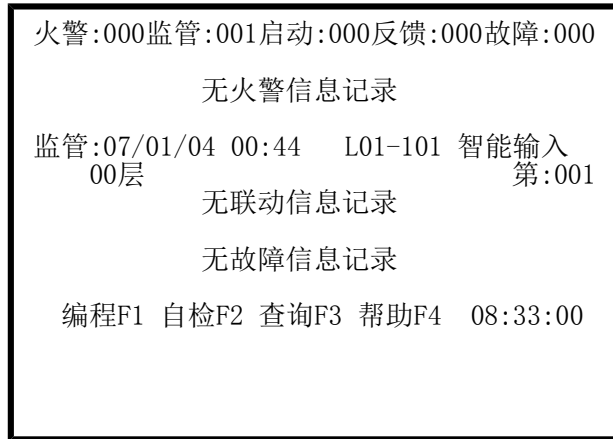 火警:000监管:001启动:000反馈:000故障:000
无火警信息记录
监管:07/01/04 00:44 L01-101 智能输入
00层 第:001
无联动信息记录
无故障信息记录
编程F1 自检F2 查询F3 帮助F4 08:33:00